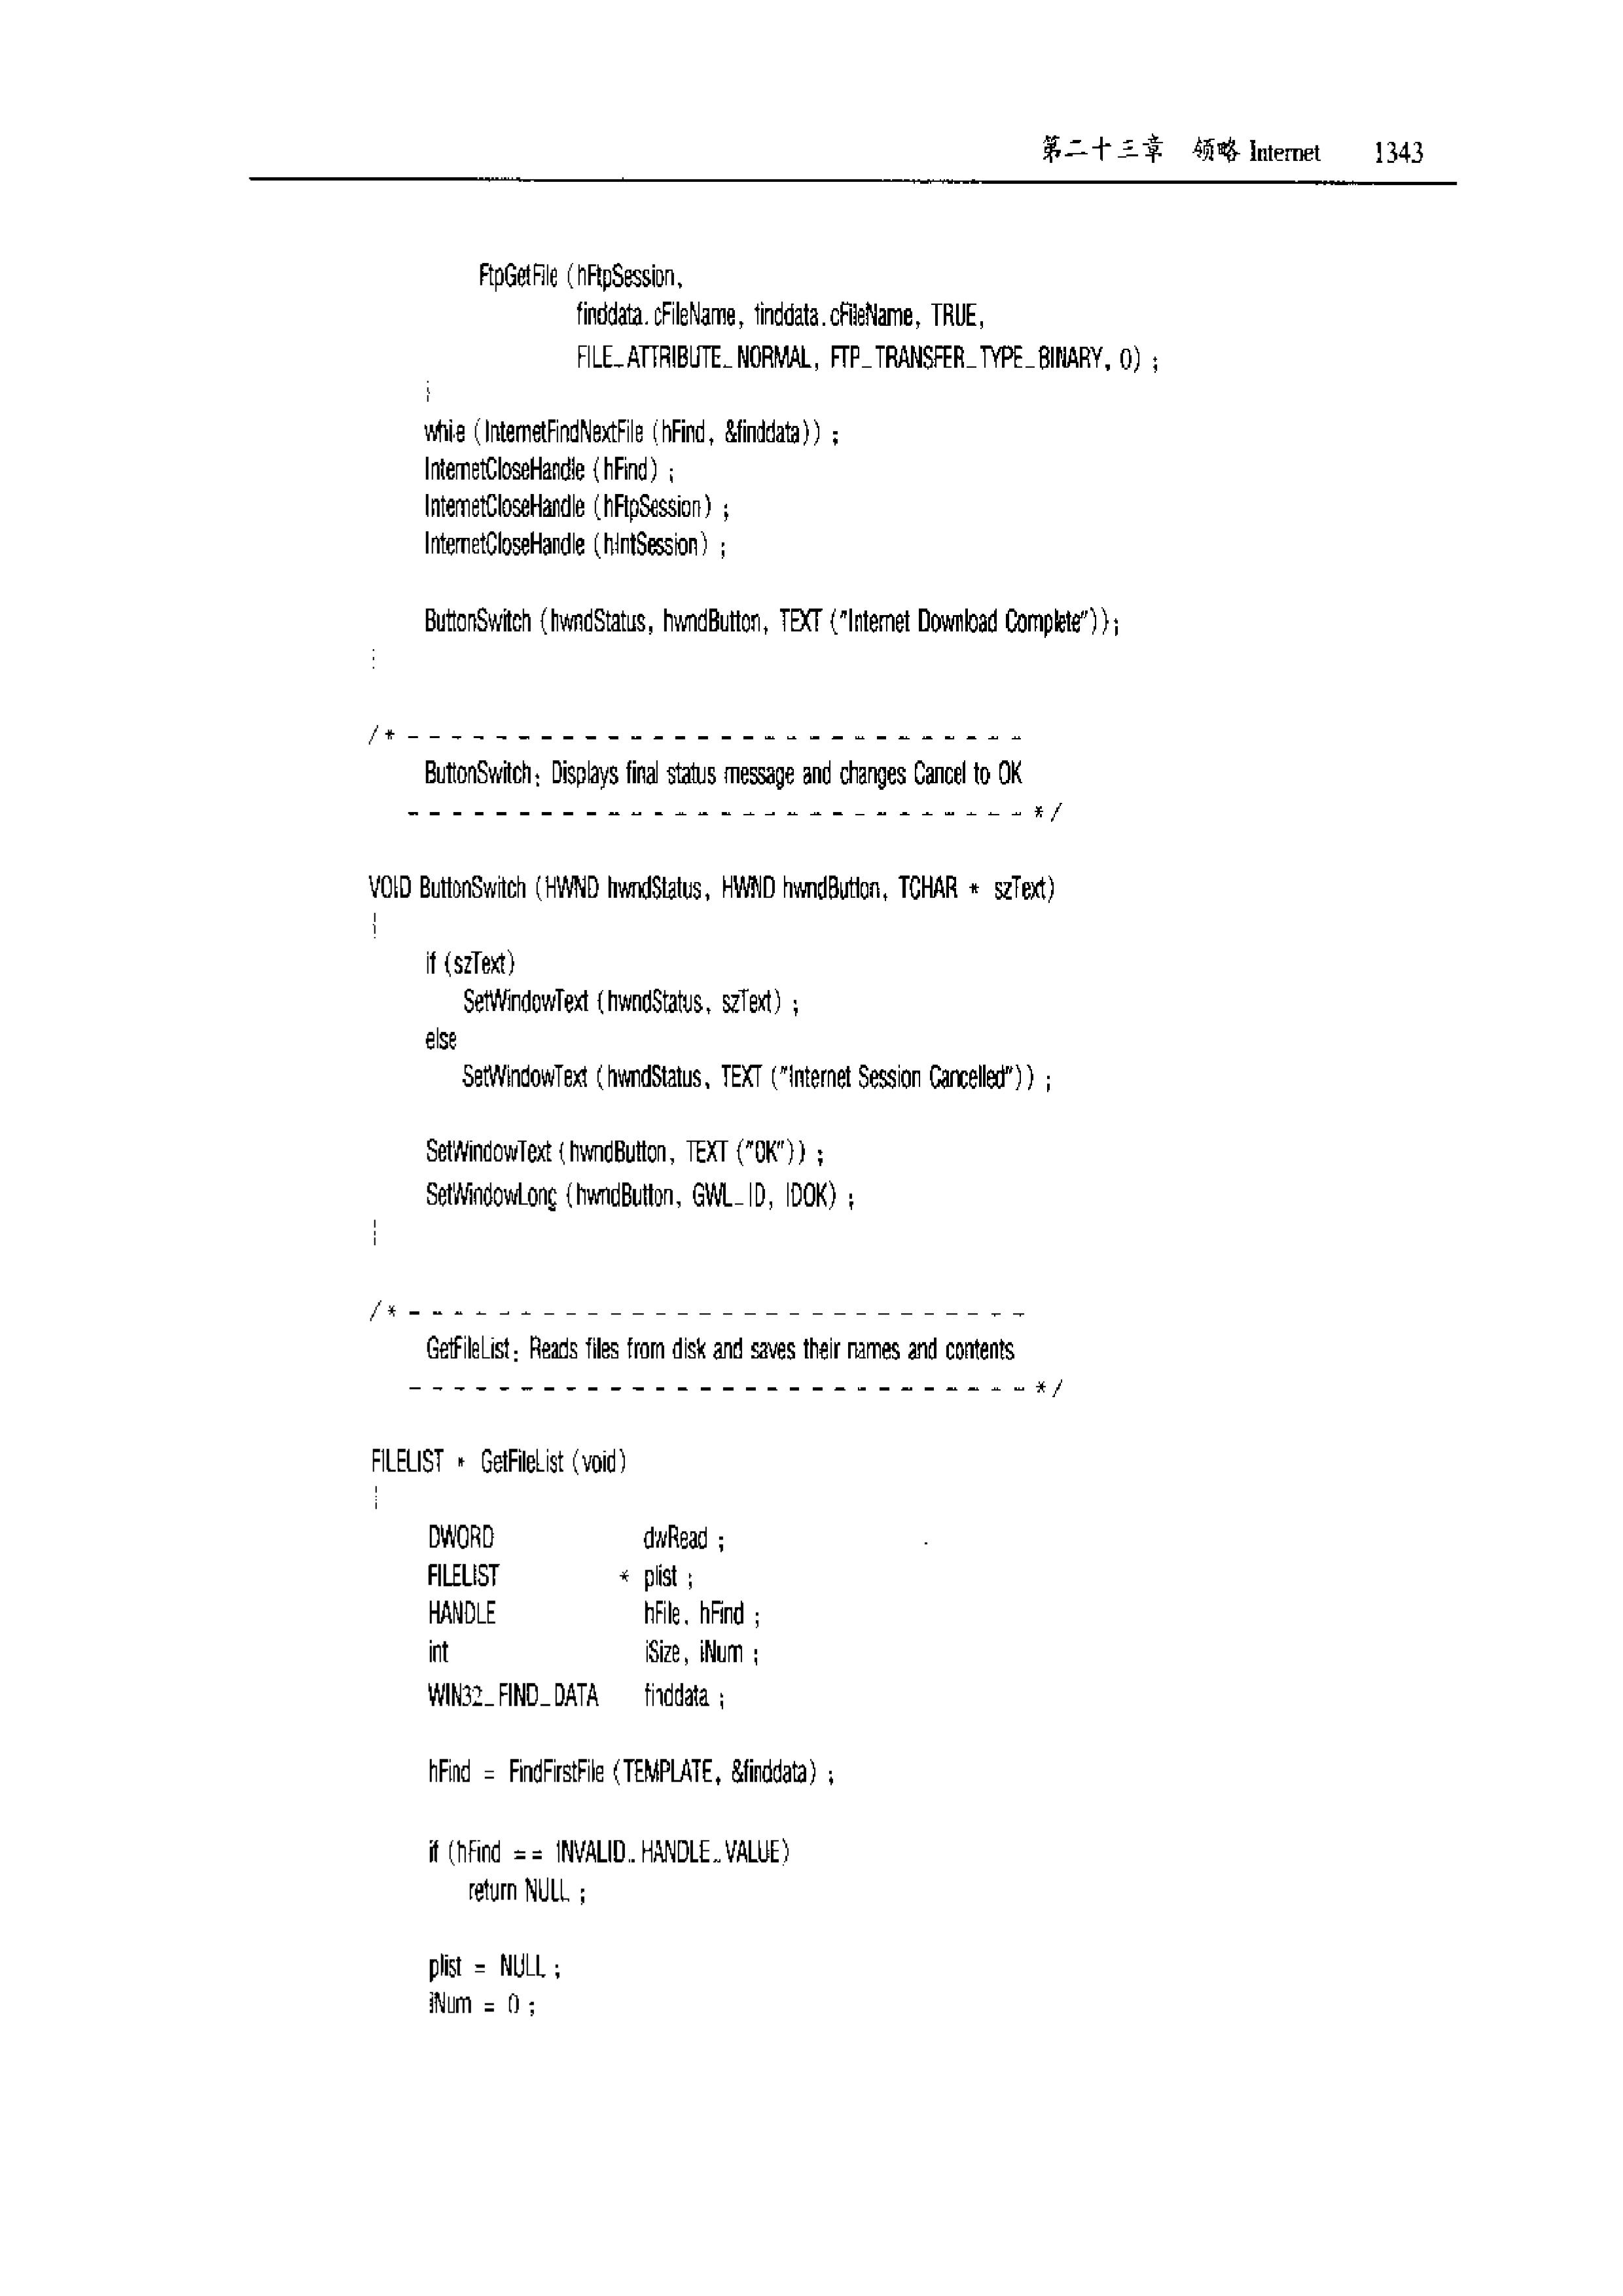 第二十三章 领略 Internet 1343
FtpGetFile (hFtpSession,
finddata.cFileName, finddata.cFileName, TRUE,
FILE_ATTRIBUTE_NORMAL, FTP_TRANSFER_TYPE_BINARY, 0) ;
}
while (InternetFindNextFile (hFind, &finddata)) ;
InternetCloseHandle (hFind) ;
InternetCloseHandle (hFtpSession) ;
InternetCloseHandle (hIntSession) ;
ButtonSwitch (hwndStatus, hwndButton, TEXT ("Internet Download Complete"));
}
/* - - - - - - - - - - - - - - - - - - - - - - - - - - - -
ButtonSwitch: Displays final status message and changes Cancel to OK
- - - - - - - - - - - - - - - - - - - - - - - - - - - - */
VOID ButtonSwitch (HWND hwndStatus, HWND hwndButton, TCHAR * szText)
{
if (szText)
SetWindowText (hwndStatus, szText) ;
else
SetWindowText (hwndStatus, TEXT ("Internet Session Cancelled")) ;
SetWindowText (hwndButton, TEXT ("OK")) ;
SetWindowLong (hwndButton, GWL_ID, IDOK) ;
}
/* - - - - - - - - - - - - - - - - - - - - - - - - - - - -
GetFileList: Reads files from disk and saves their names and contents
- - - - - - - - - - - - - - - - - - - - - - - - - - - - */
FILELIST * GetFileList (void)
{
DWORD dwRead ;
FILELIST * plist ;
HANDLE hFile, hFind ;
int iSize, iNum ;
WIN32_FIND_DATA finddata ;
hFind = FindFirstFile (TEMPLATE, &finddata) ;
if (hFind == INVALID_HANDLE_VALUE)
return NULL ;
plist = NULL ;
iNum = 0 ;